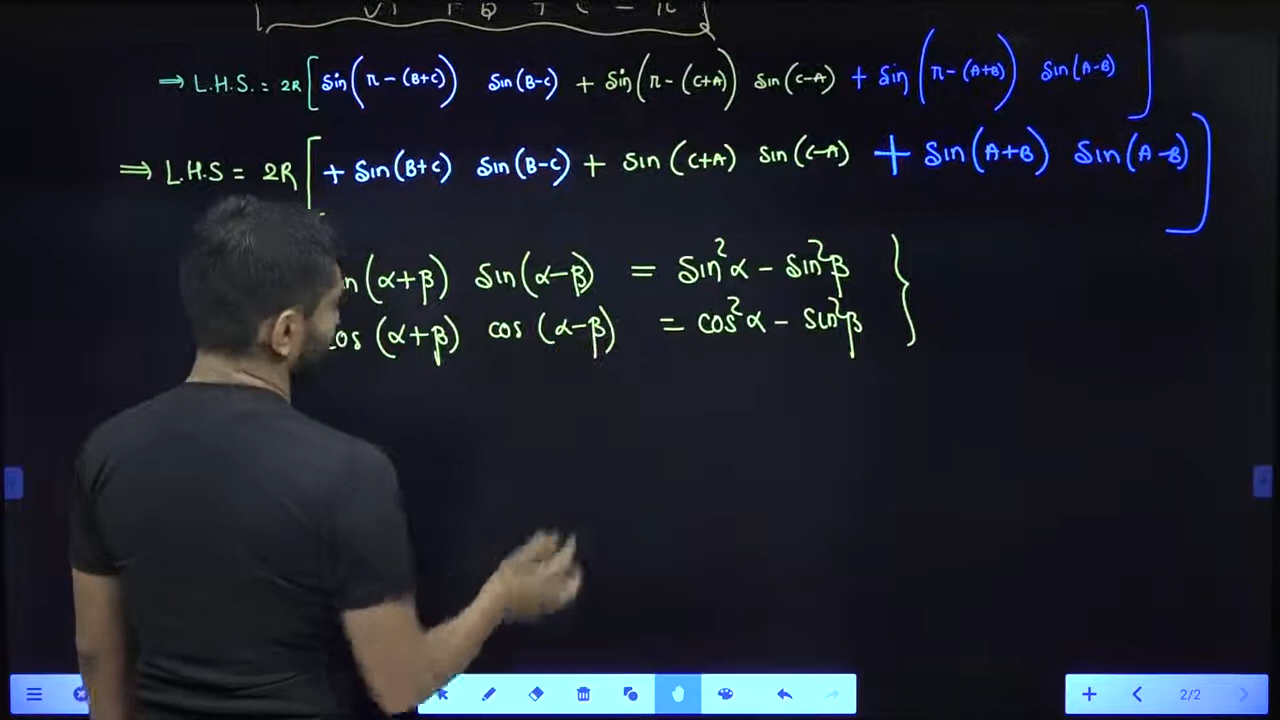 ⇒ L.H.S. = 2R [ sin(π-(B+C)) sin(B-C) + sin(π-(C+A)) sin(C-A) + sin(π-(A+B)) sin(A-B) ]
⇒ L.H.S = 2R [ + sin(B+C) sin(B-C) + sin(C+A) sin(C-A) + sin(A+B) sin(A-B) ]
(α+β) sin(α-β) = sin²α - sin²β }
(α+β) cos(α-β) = cos²α - sin²β
2/2